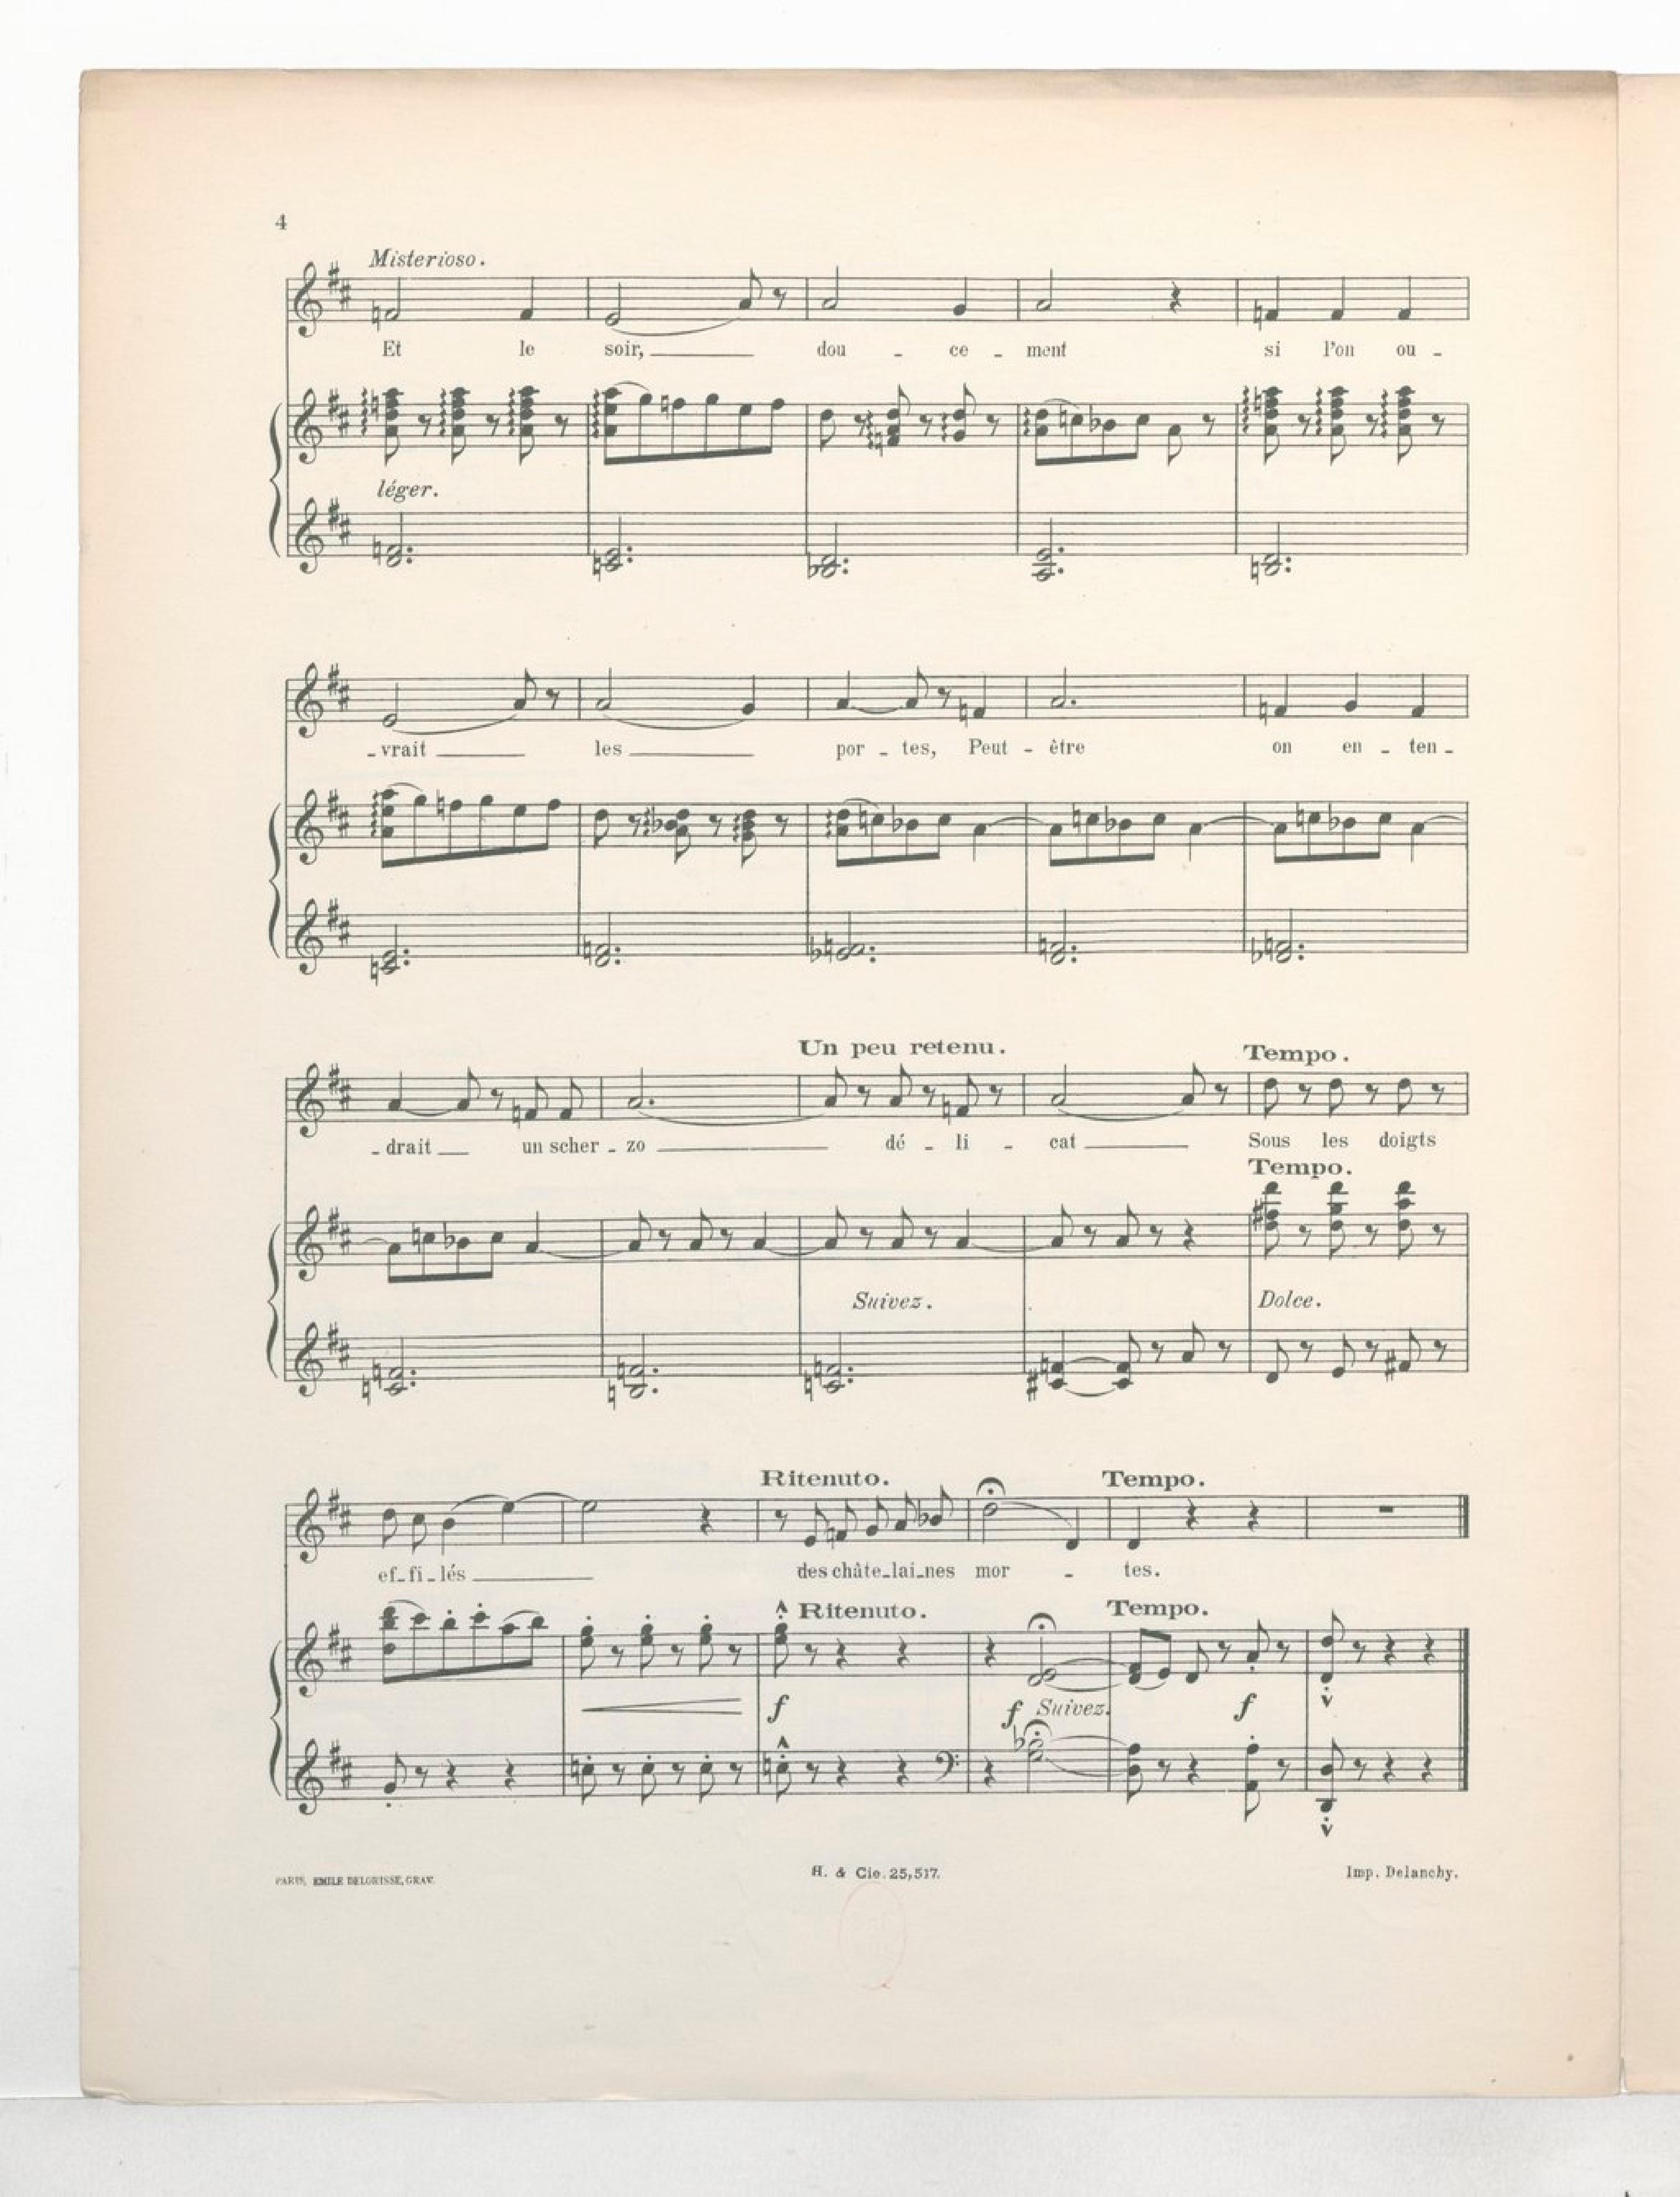 4
Misterioso.
Et le soir, dou - ce - ment si l'on ou -
léger.
- vrait les por - tes, Peut - être on en - ten -
Un peu retenu. Tempo.
- drait un scher - zo dé - li - cat Sous les doigts
Tempo.
Suivez. Dolce.
Ritenuto. Tempo.
ef - fi - lés des châte - lai - nes mor - tes.
Ritenuto. Tempo.
f f Suivez. f
PARIS, EMILE DELGRISSE, GRAV. H. & Cie. 25,517. Imp. Delanchy.